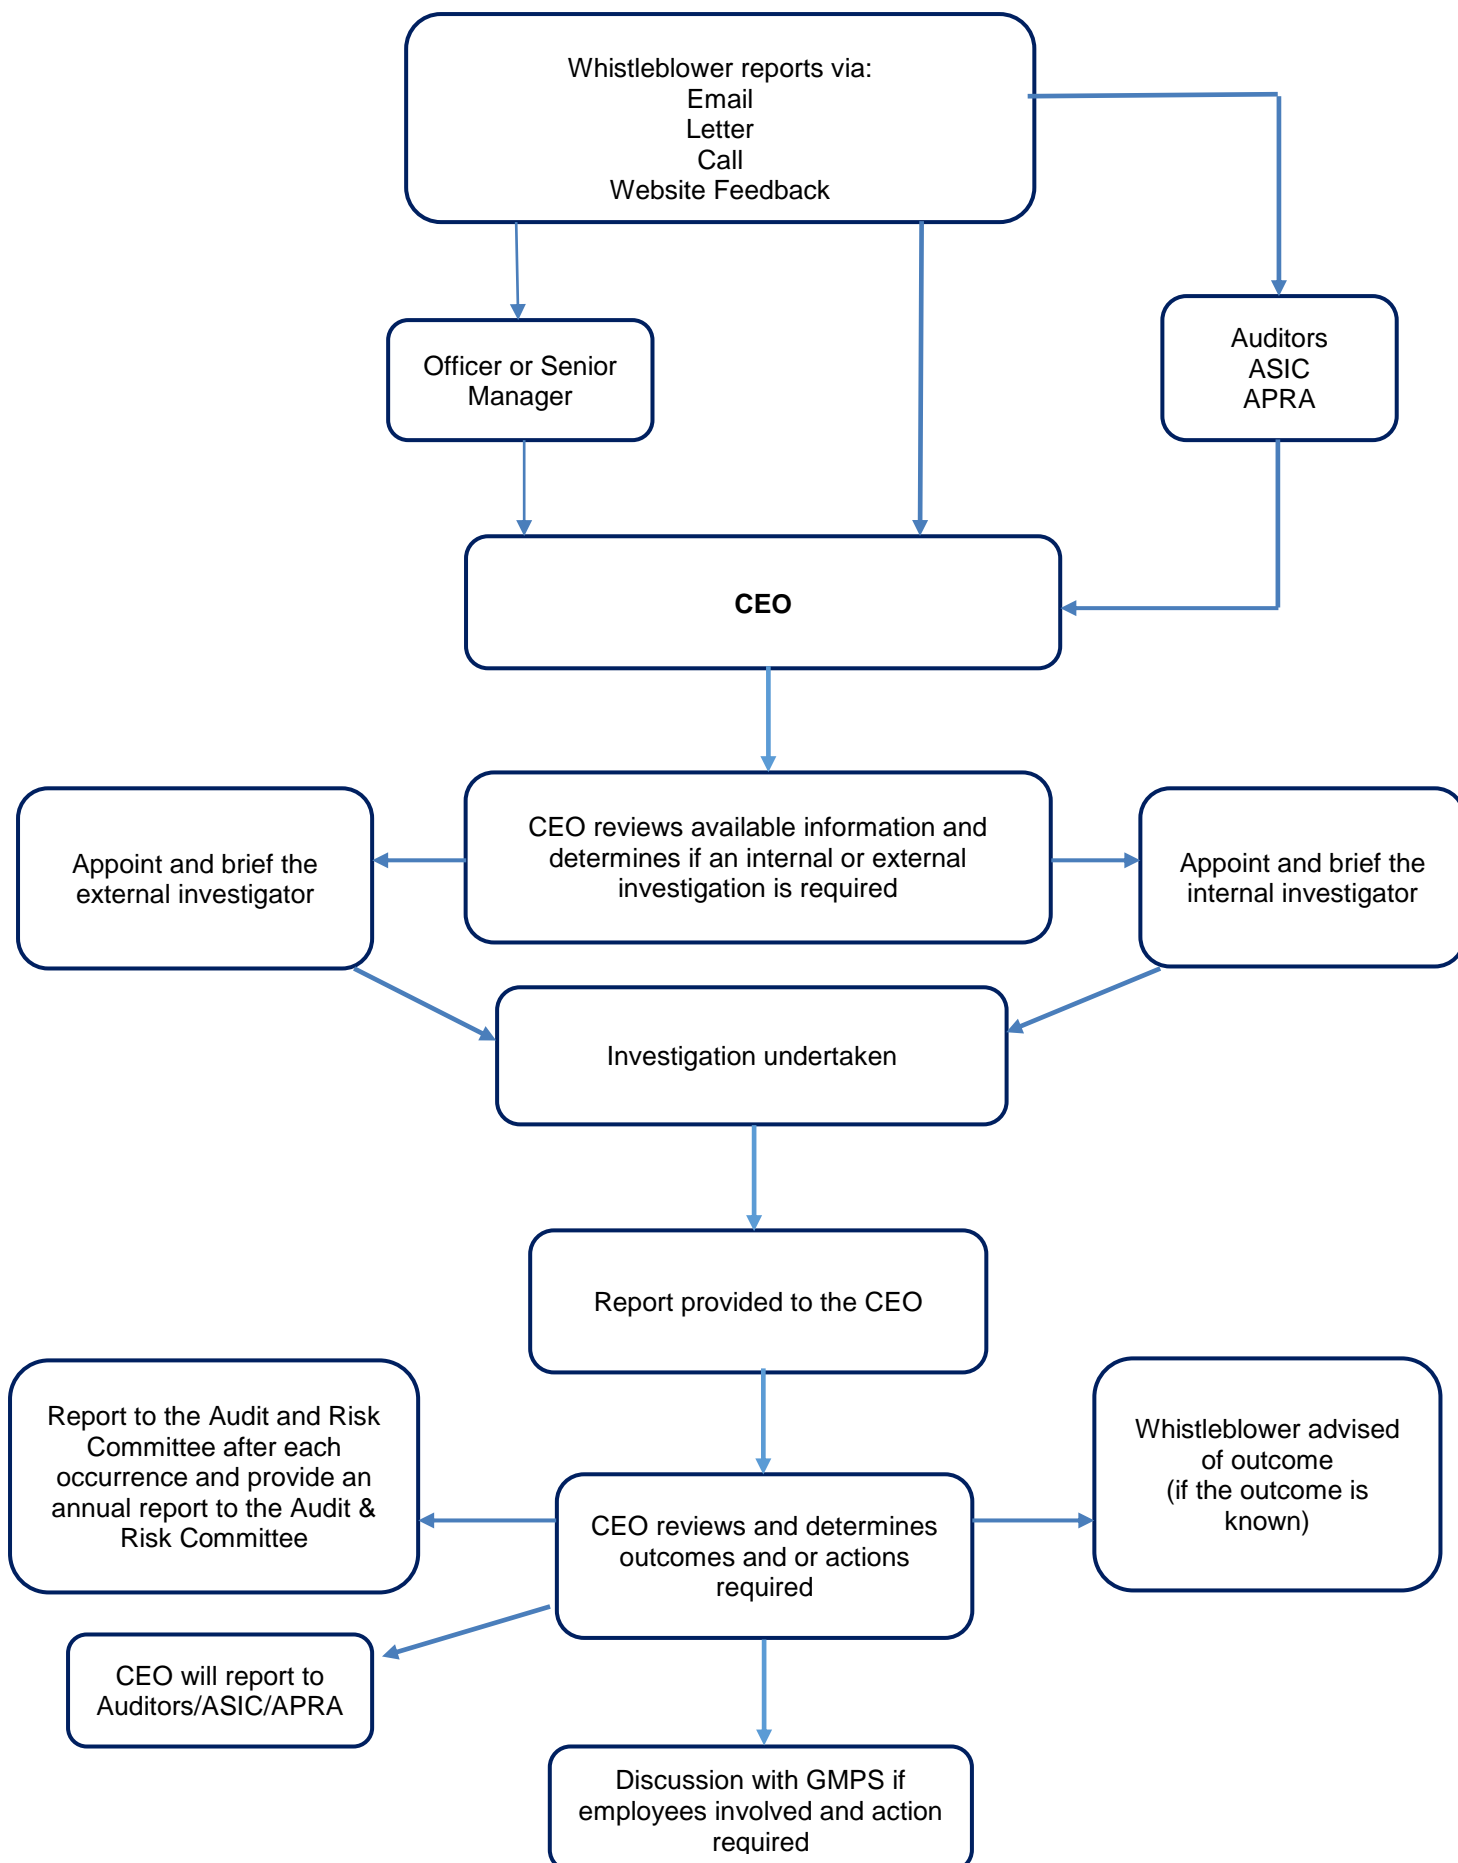 Whistleblower reports via:
Email
Letter
Call
Website Feedback
Officer or Senior
Manager
Auditors
ASIC
APRA
CEO
Appoint and brief the
external investigator
CEO reviews available information and
determines if an internal or external
investigation is required
Appoint and brief the
internal investigator
Investigation undertaken
Report provided to the CEO
Report to the Audit and Risk
Committee after each
occurrence and provide an
annual report to the Audit &
Risk Committee
Whistleblower advised
of outcome
(if the outcome is
known)
CEO reviews and determines
outcomes and or actions
required
CEO will report to
Auditors/ASIC/APRA
Discussion with GMPS if
employees involved and action
required